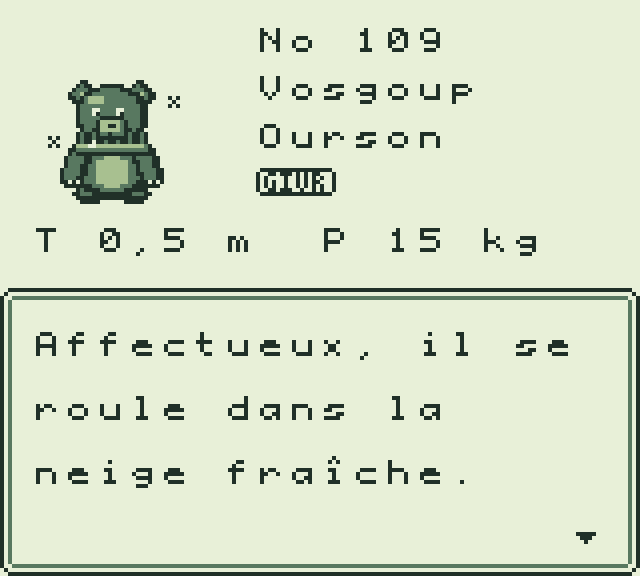 No 109
Vosgoup
Ourson
GIVR
T 0,5 m P 15 kg
Affectueux, il se
roule dans la
neige fraîche.